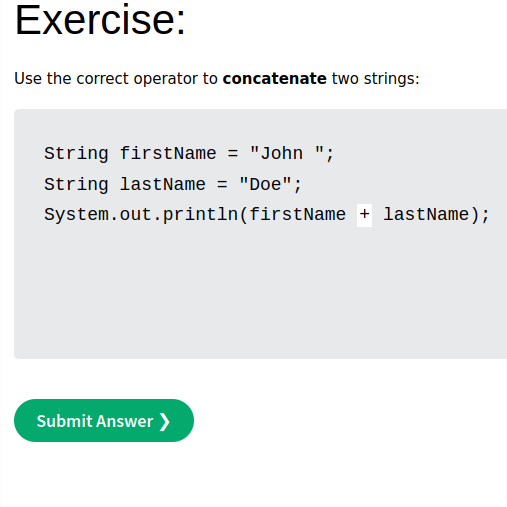 Exercise:
Use the correct operator to concatenate two strings:
String firstName = "John ";
String lastName = "Doe";
System.out.println(firstName + lastName);
Submit Answer ❯